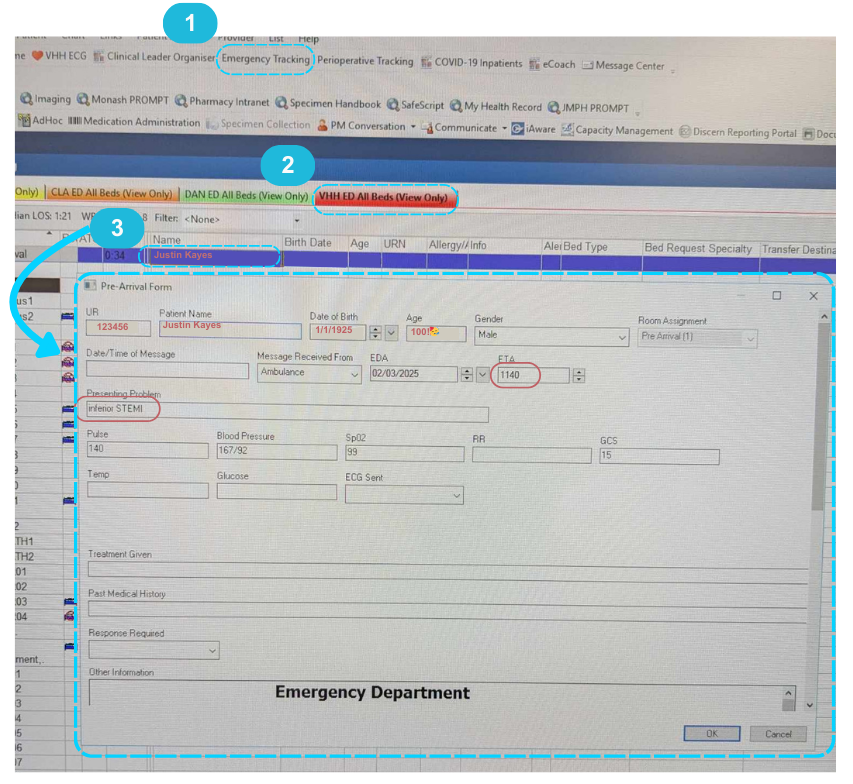 1
Patient Chart Links Patient Provider List Help
ne VHH ECG Clinical Leader Organiser Emergency Tracking Perioperative Tracking COVID-19 Inpatients eCoach Message Center
Imaging Monash PROMPT Pharmacy Intranet Specimen Handbook SafeScript My Health Record JMPH PROMPT
AdHoc Medication Administration Specimen Collection PM Conversation Communicate iAware Capacity Management Discern Reporting Portal Docu
2
Only) CLA ED All Beds (View Only) DAN ED All Beds (View Only) VHH ED All Beds (View Only)
ian LOS: 1:21 WR 8 Filter: <None>
3
Name Birth Date Age URN Allergy/A Info Ale Bed Type Bed Request Specialty Transfer Destina
val 0:34 Justin Kayes
Pre-Arrival Form
us1
us2
UR Patient Name Date of Birth Age Gender Room Assignment
123456 Justin Kayes 1/1/1925 100 Male Pre Arrival (1)
Date/Time of Message Message Received From EDA ETA
Ambulance 02/03/2025 1140
Presenting Problem
inferior STEMI
Pulse Blood Pressure Sp02 RR GCS
140 167/92 99 15
Temp Glucose ECG Sent
TH1
TH2
Treatment Given
01
02
Past Medical History
03
04
Response Required
ment,.
Other Information
Emergency Department
OK Cancel